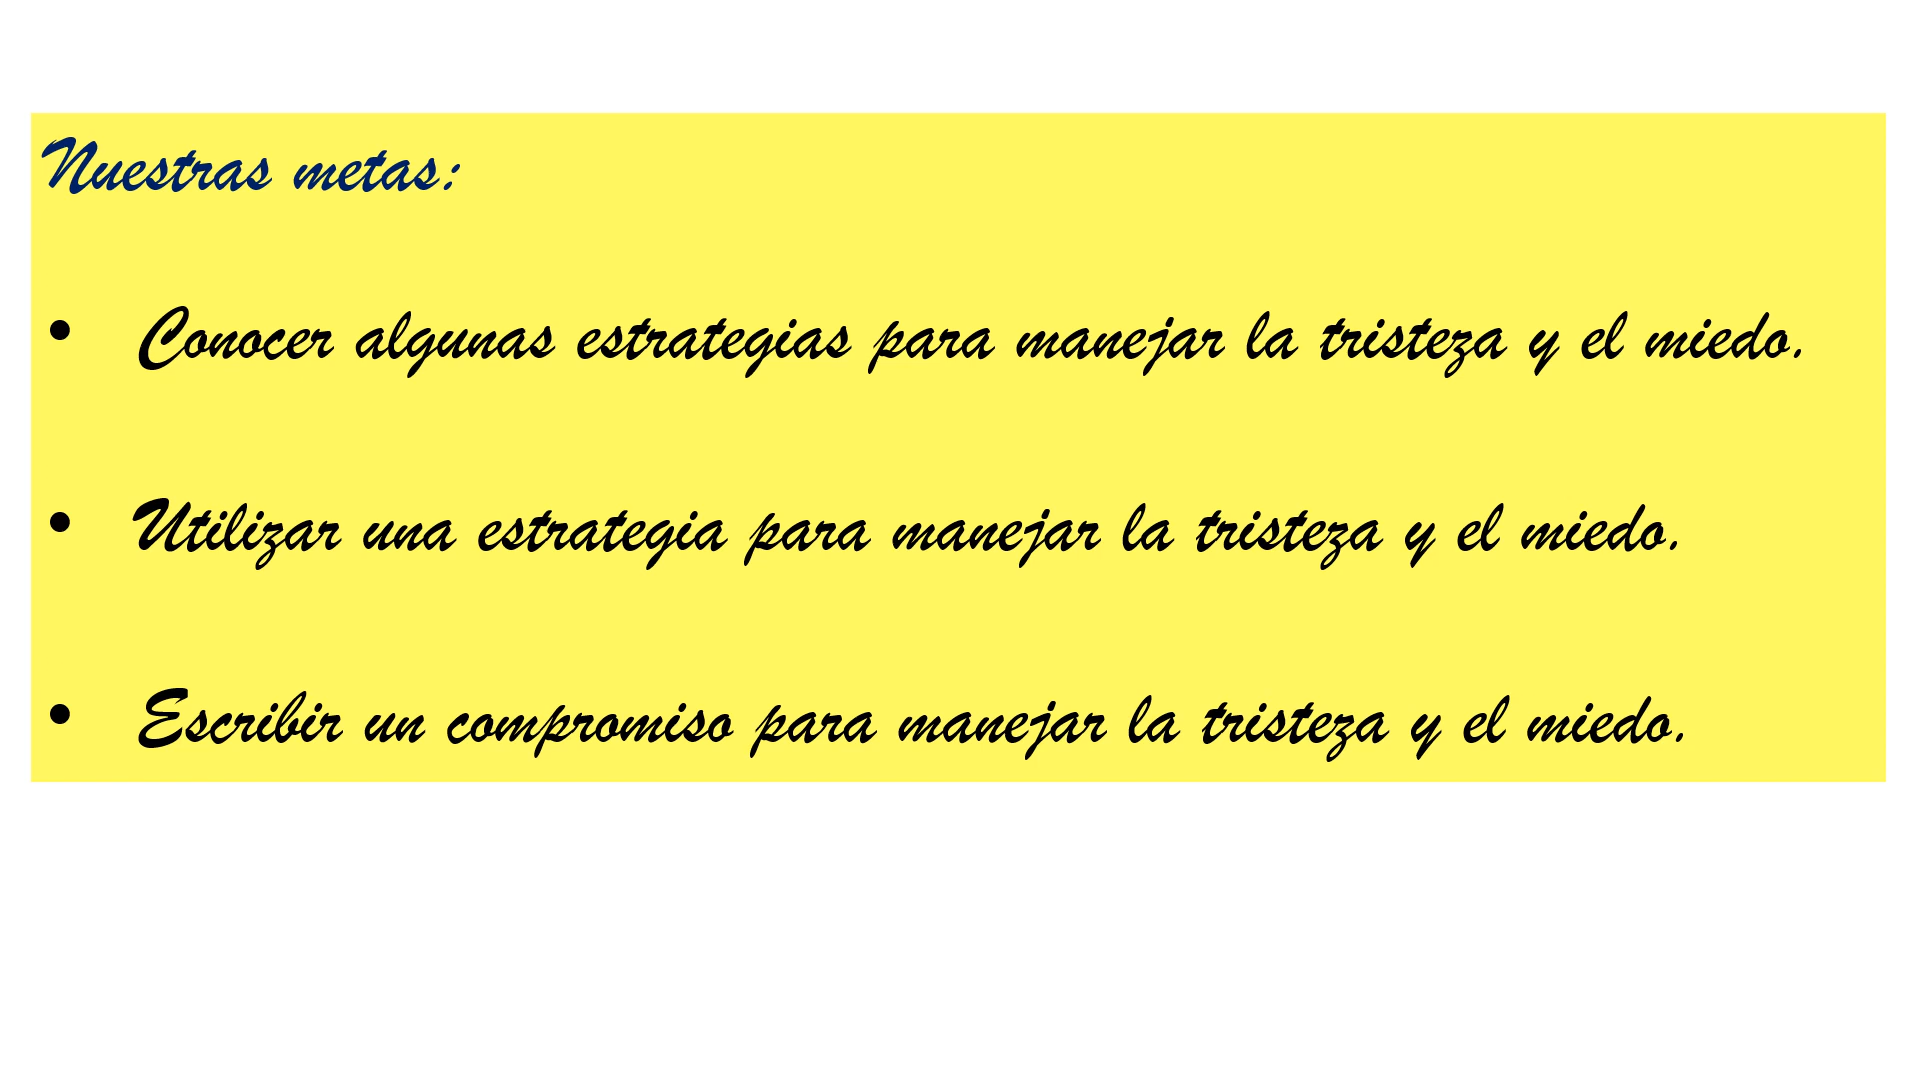 Nuestras metas:
• Conocer algunas estrategias para manejar la tristeza y el miedo.
• Utilizar una estrategia para manejar la tristeza y el miedo.
• Escribir un compromiso para manejar la tristeza y el miedo.